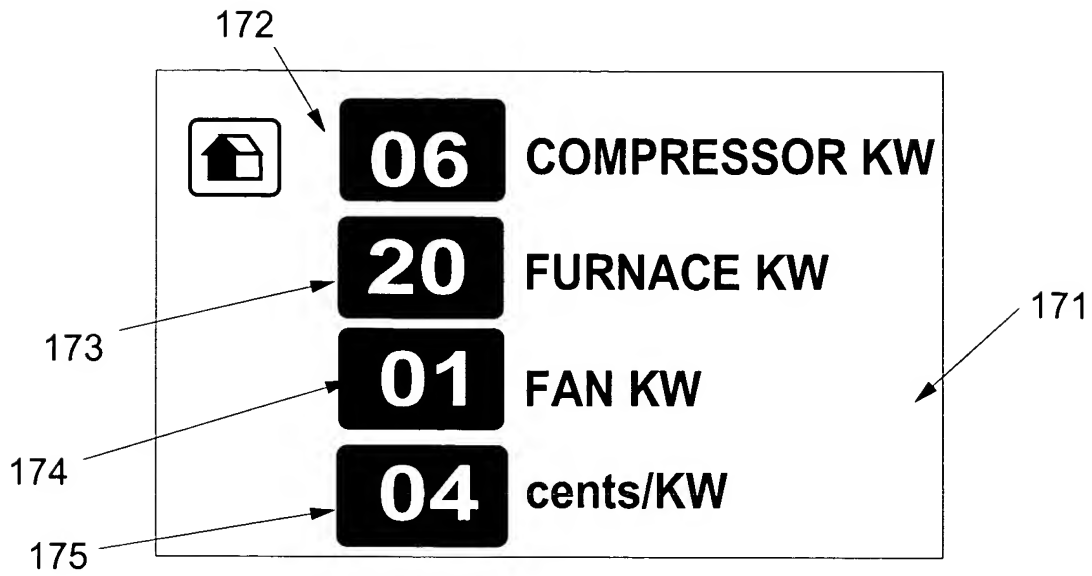 172
06 COMPRESSOR KW
20 FURNACE KW
171
173
01 FAN KW
174
04 cents/KW
175